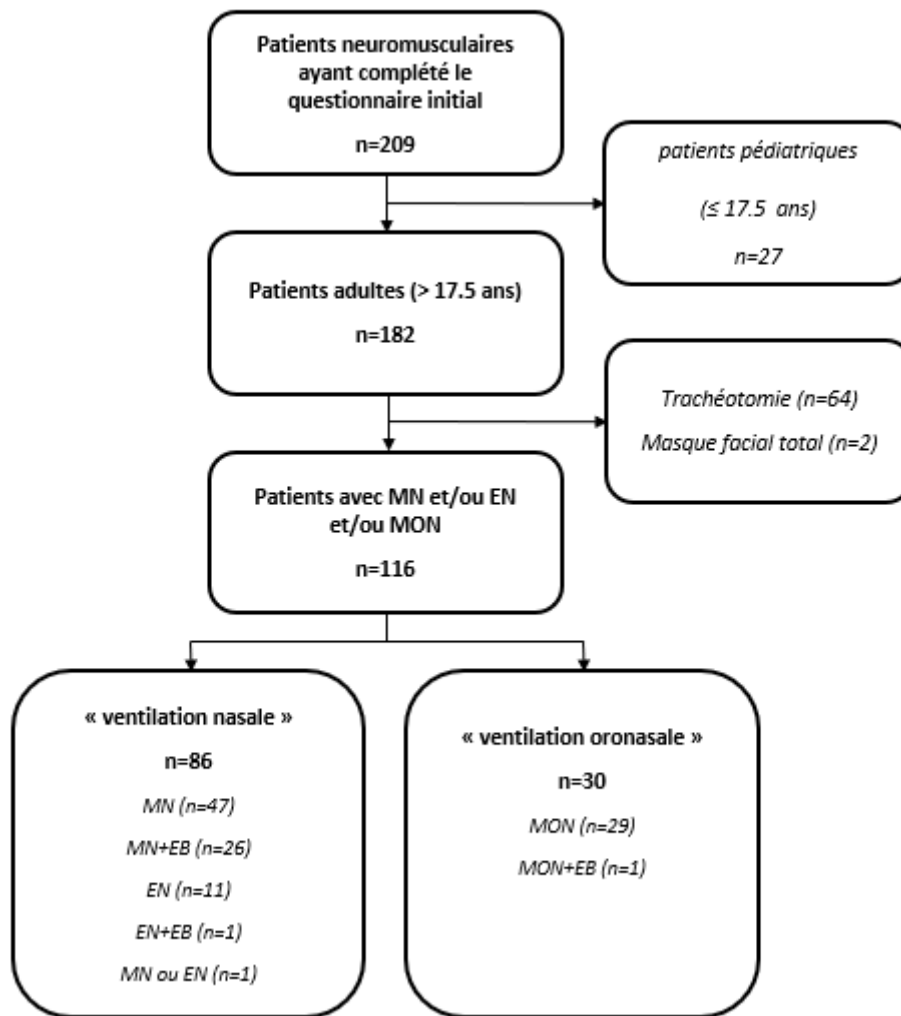 Patients neuromusculaires
ayant complété le
questionnaire initial
n=209
patients pédiatriques
(≤ 17.5 ans)
n=27
Patients adultes (> 17.5 ans)
n=182
Trachéotomie (n=64)
Masque facial total (n=2)
Patients avec MN et/ou EN
et/ou MON
n=116
« ventilation nasale »
n=86
MN (n=47)
MN+EB (n=26)
EN (n=11)
EN+EB (n=1)
MN ou EN (n=1)
« ventilation oronasale »
n=30
MON (n=29)
MON+EB (n=1)